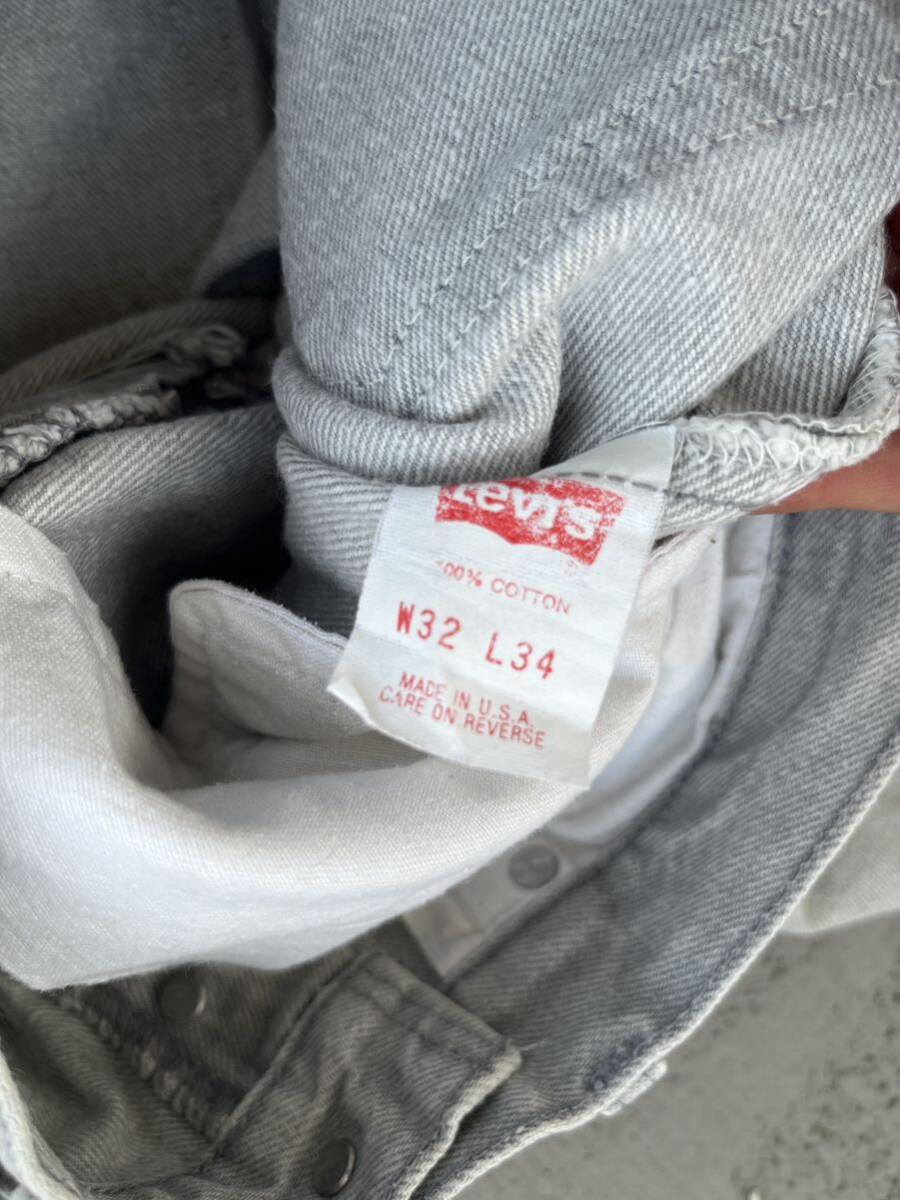 Levi's
®
100% COTTON
W32 L34
MADE IN U.S.A.
CARE ON REVERSE